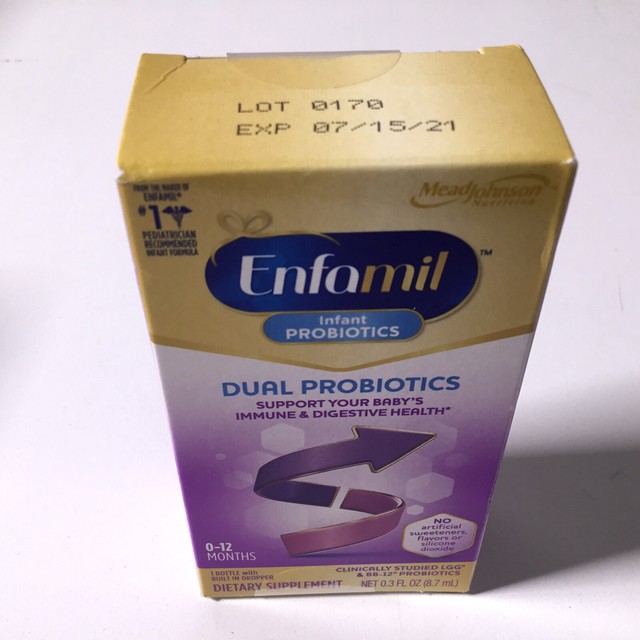 LOT 0170
EXP 07/15/21
FROM THE MAKER OF
ENFAMIL®
#1
PEDIATRICIAN
RECOMMENDED
INFANT FORMULA
MeadJohnson™
Nutrition
Enfamil™
Infant
PROBIOTICS
DUAL PROBIOTICS
SUPPORT YOUR BABY'S
IMMUNE & DIGESTIVE HEALTH*
NO
artificial
sweeteners,
flavors or
silicone
dioxide
0-12
MONTHS
1 BOTTLE with
BUILT IN DROPPER
DIETARY SUPPLEMENT
CLINICALLY STUDIED LGG®
& BB-12® PROBIOTICS
NET 0.3 FL OZ (8.7 mL)